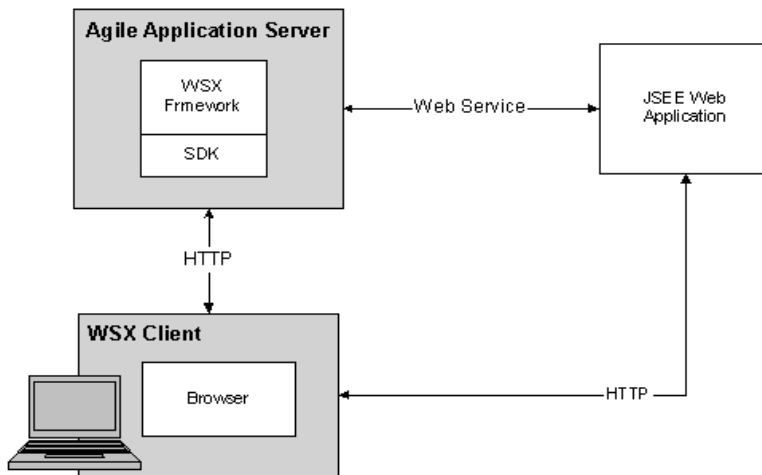 Agile Application Server
WSX
Frmework
SDK
Web Service
JSEE Web
Application
HTTP
WSX Client
Browser
HTTP